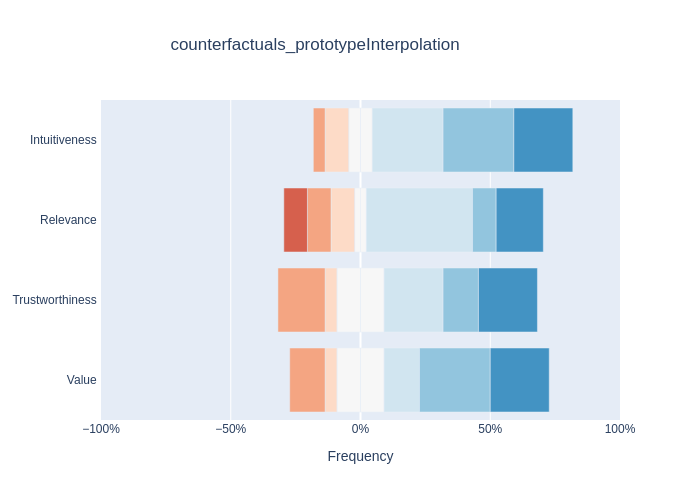 counterfactuals_prototypeInterpolation
Intuitiveness
Relevance
Trustworthiness
Value
−100%
−50%
0%
50%
100%
Frequency